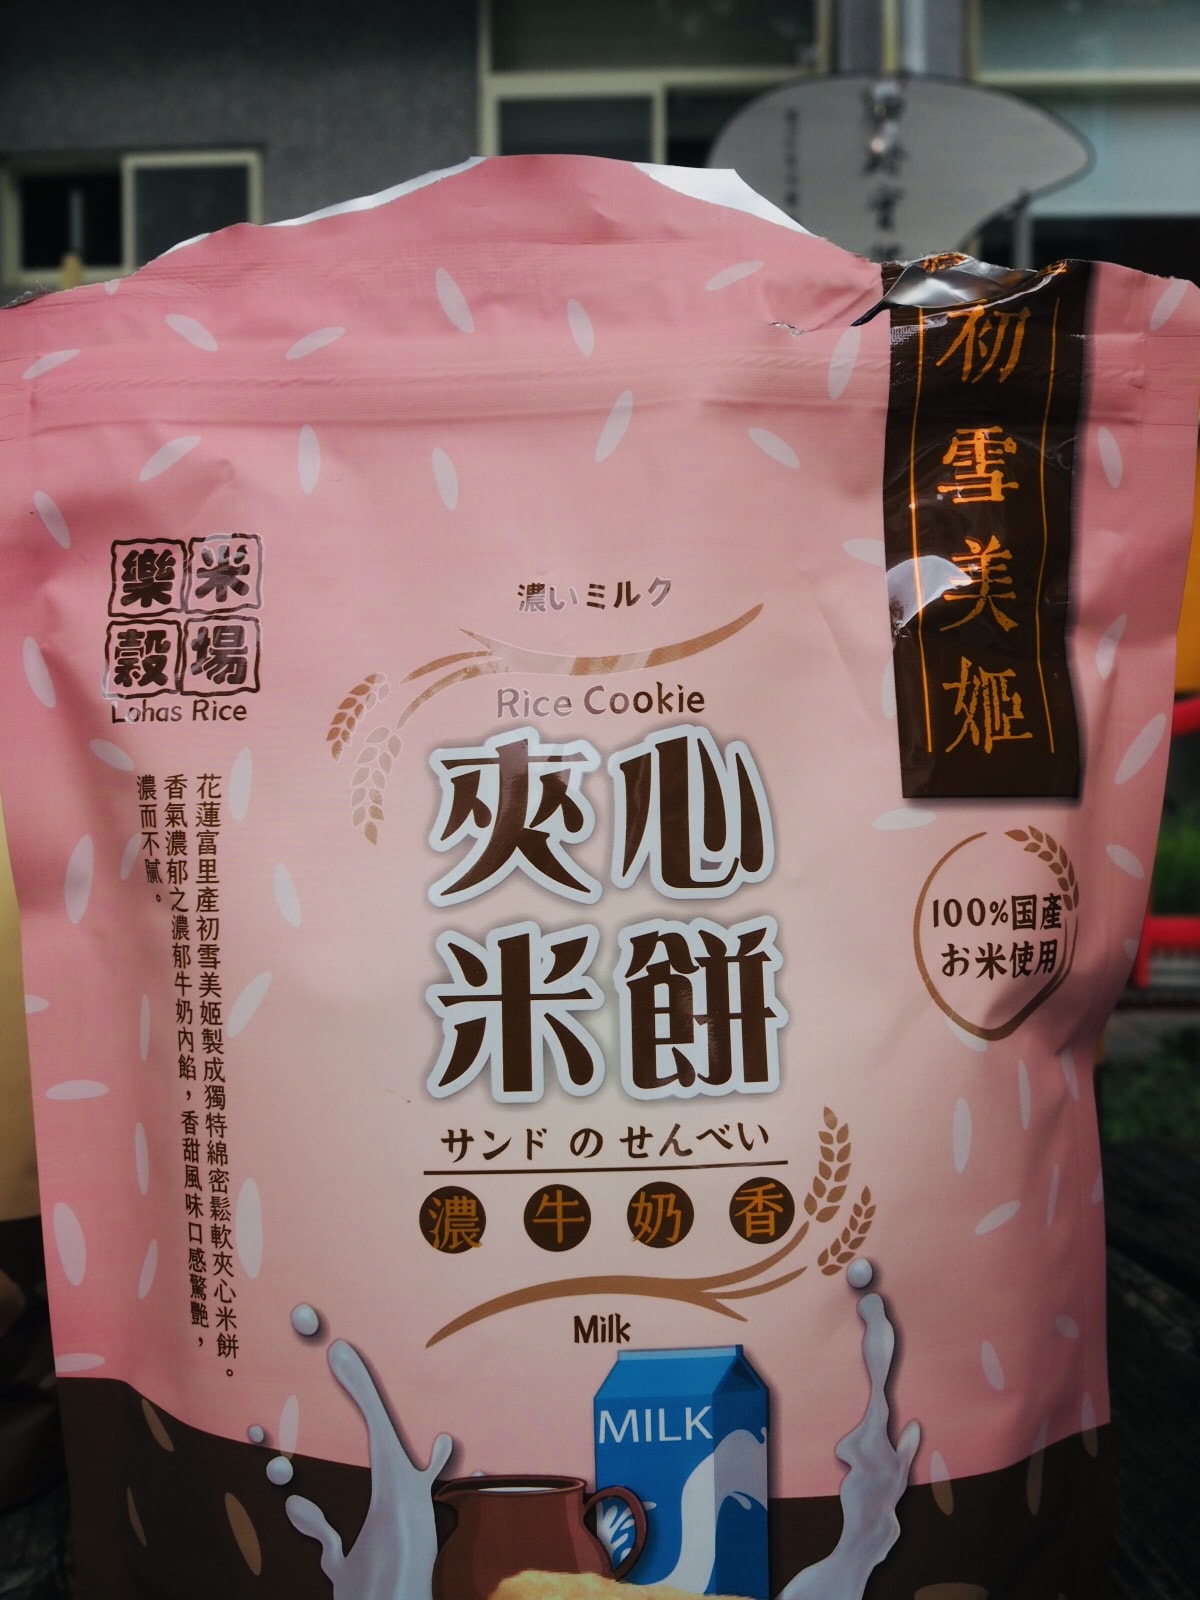 初雪美姬
樂米
穀場
Lohas Rice
濃いミルク
Rice Cookie
夾心
米餅
サンドのせんべい
濃牛奶香
Milk
100%国産
お米使用
花蓮富里產初雪美姬製成獨特綿密鬆軟夾心米餅。
香氣濃郁之濃郁牛奶內餡，香甜風味口感驚艷，
濃而不膩。
MILK